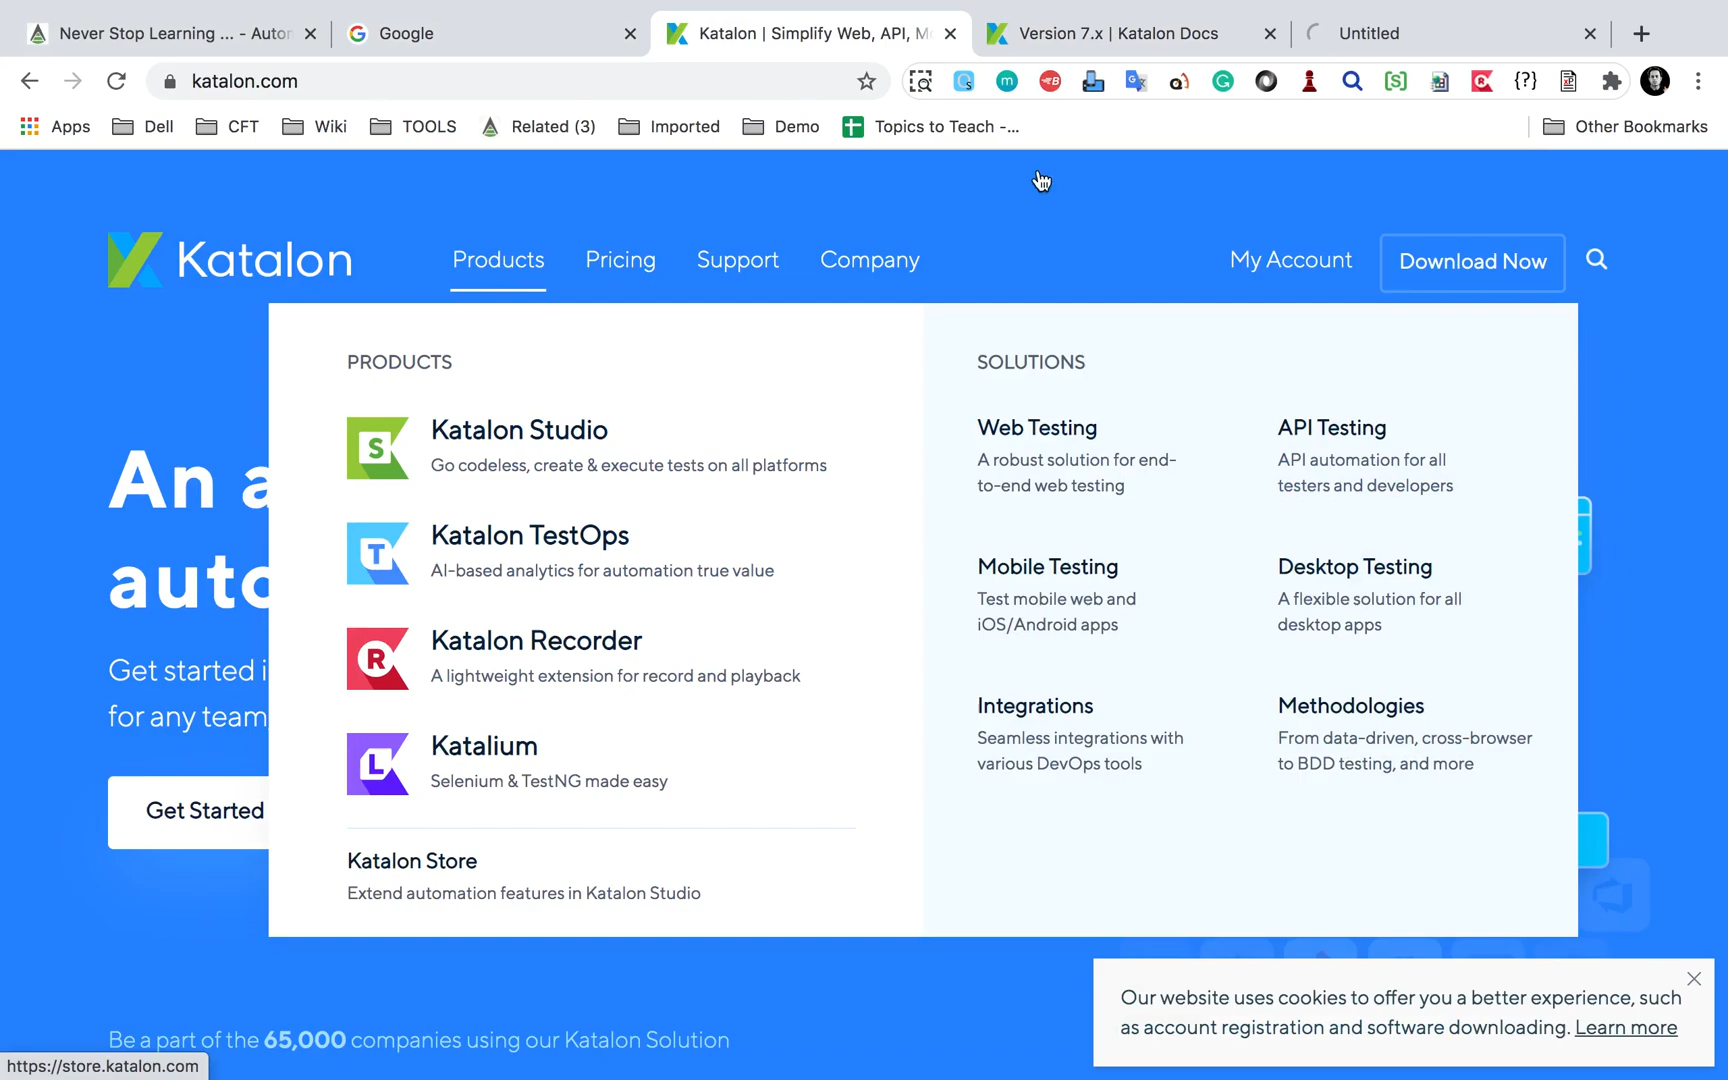 Never Stop Learning ... - Autor
Google
Katalon | Simplify Web, API, Mo
Version 7.x | Katalon Docs
Untitled
katalon.com
Apps
Dell
CFT
Wiki
TOOLS
Related (3)
Imported
Demo
Topics to Teach -...
Other Bookmarks
Katalon
Products
Pricing
Support
Company
My Account
Download Now
PRODUCTS
Katalon Studio
Go codeless, create & execute tests on all platforms
Katalon TestOps
AI-based analytics for automation true value
Katalon Recorder
A lightweight extension for record and playback
Katalium
Selenium & TestNG made easy
Katalon Store
Extend automation features in Katalon Studio
SOLUTIONS
Web Testing
A robust solution for end-
to-end web testing
API Testing
API automation for all
testers and developers
Mobile Testing
Test mobile web and
iOS/Android apps
Desktop Testing
A flexible solution for all
desktop apps
Integrations
Seamless integrations with
various DevOps tools
Methodologies
From data-driven, cross-browser
to BDD testing, and more
An a
auto
Get started i
for any team
Get Started
Be a part of the 65,000 companies using our Katalon Solution
Our website uses cookies to offer you a better experience, such
as account registration and software downloading. Learn more
https://store.katalon.com